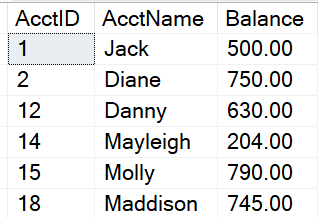 AcctID AcctName Balance
1 Jack 500.00
2 Diane 750.00
12 Danny 630.00
14 Mayleigh 204.00
15 Molly 790.00
18 Maddison 745.00